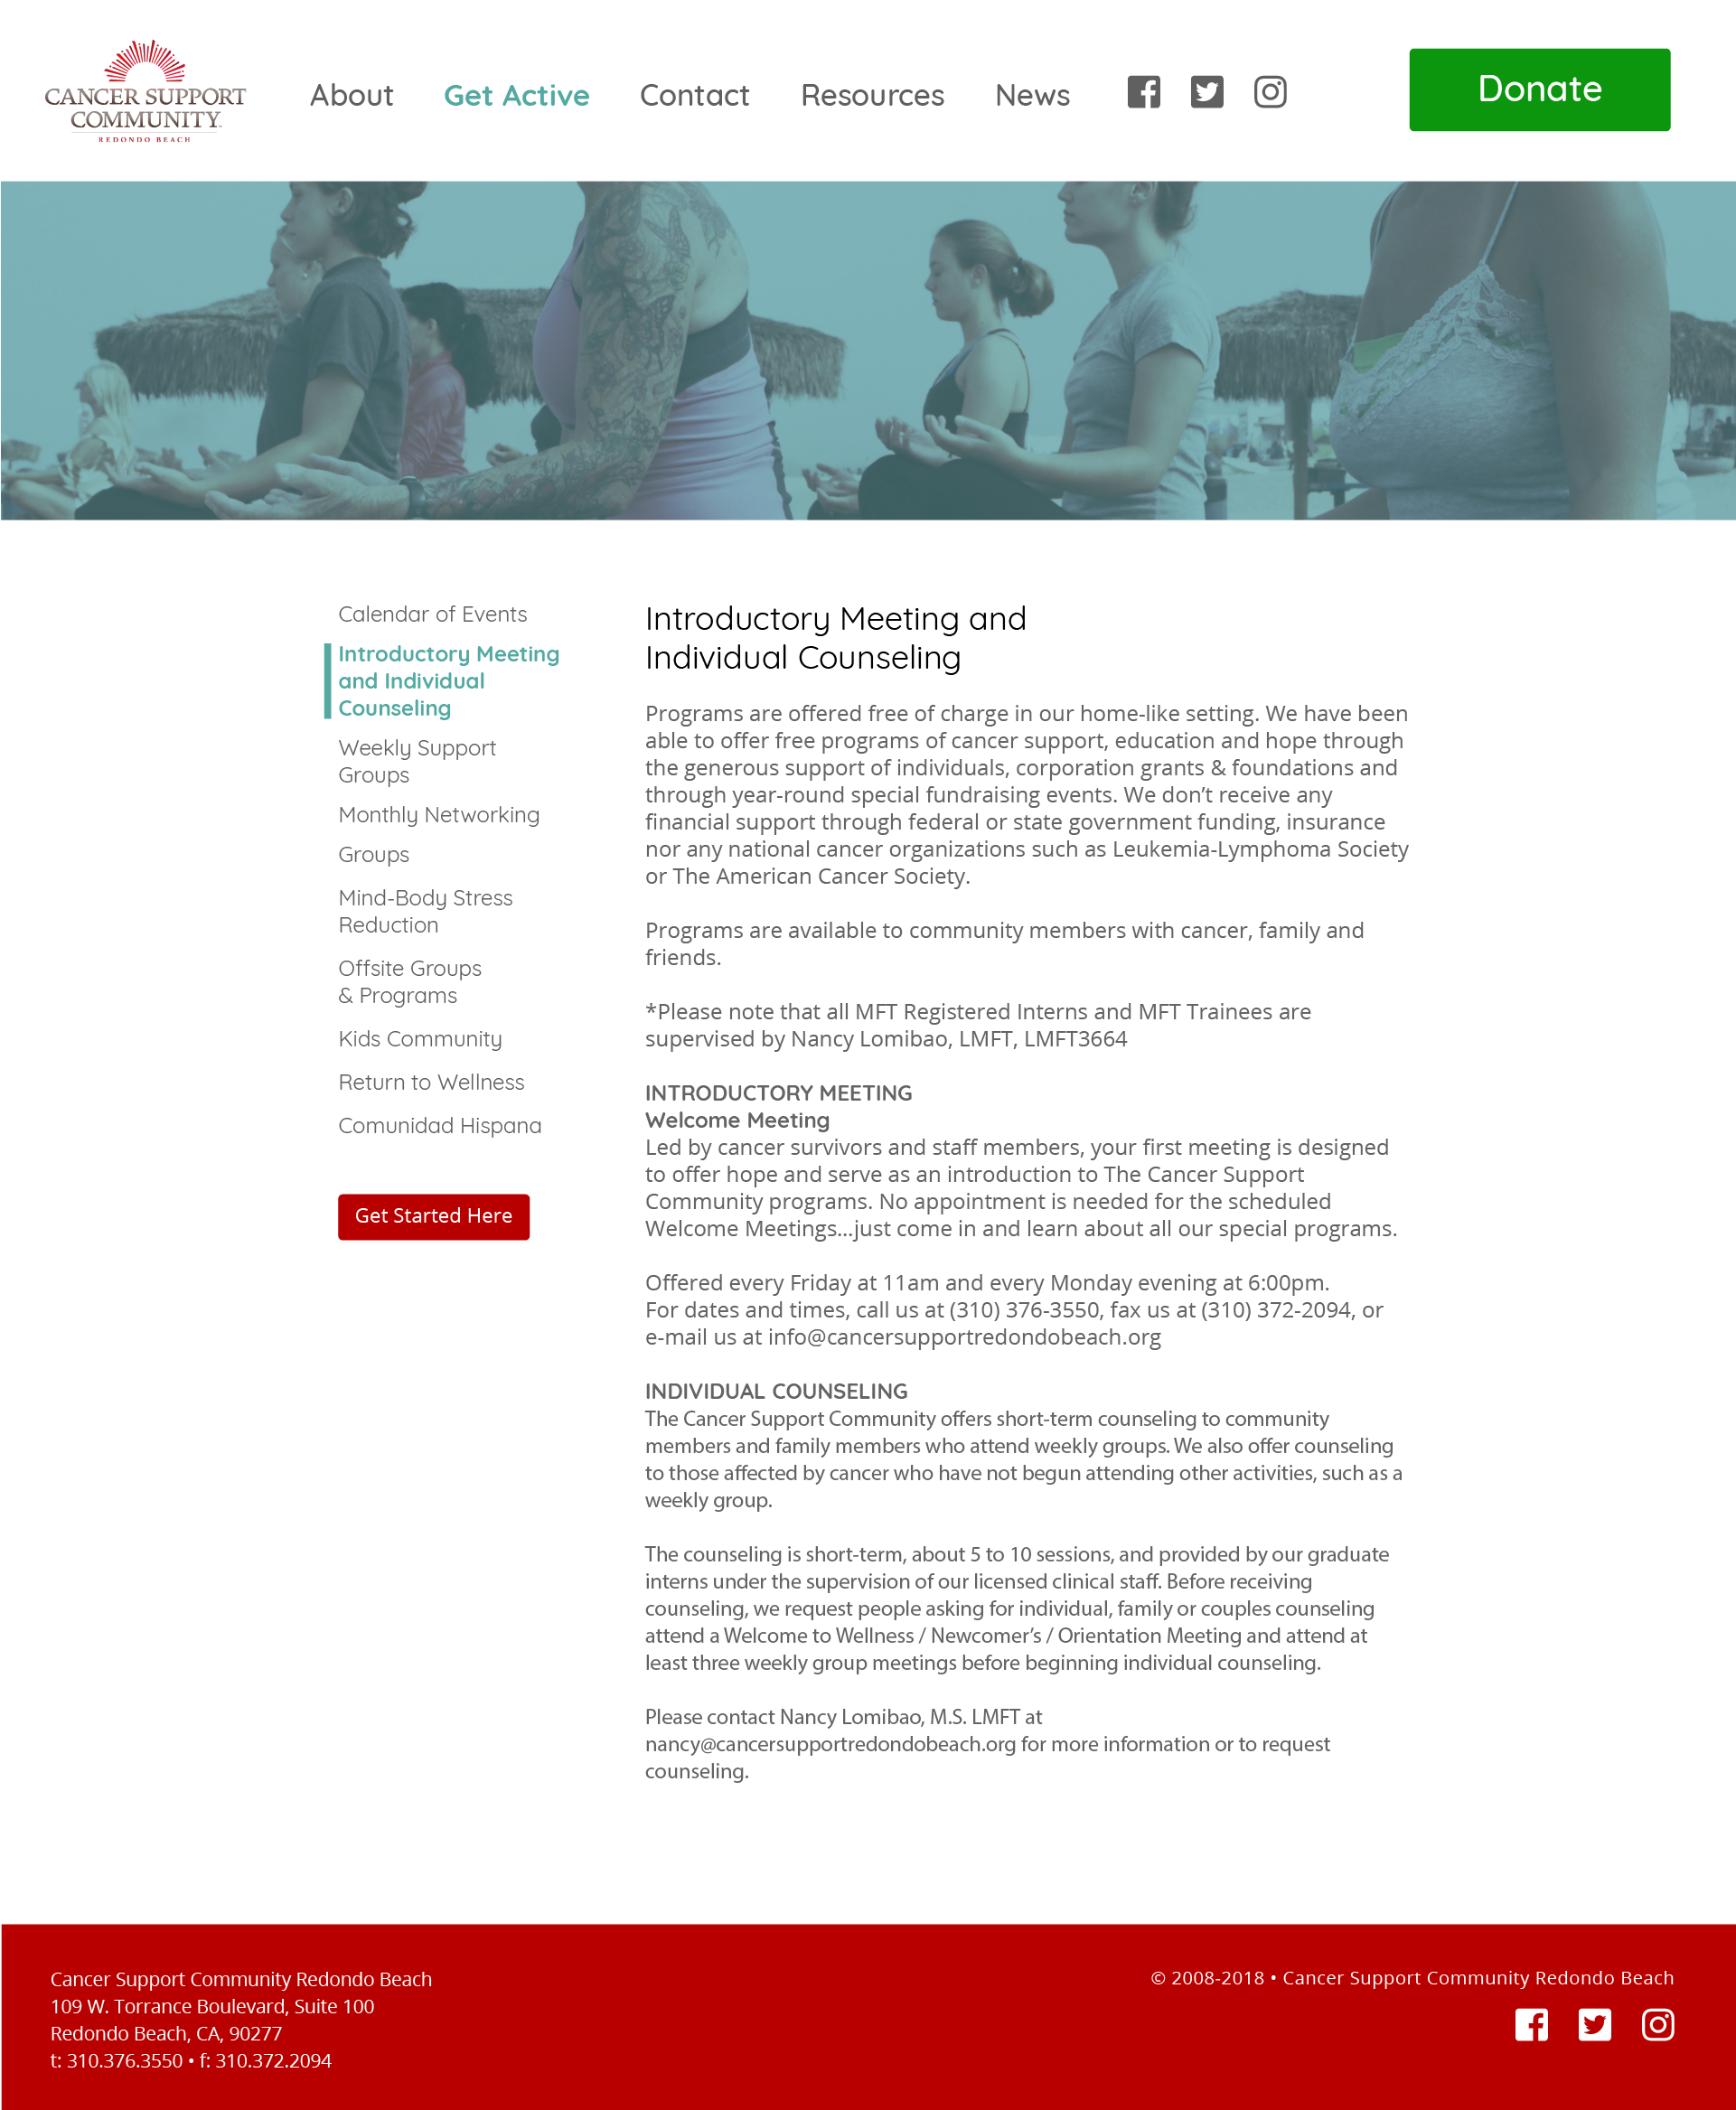 CANCER SUPPORT
COMMUNITY
REDONDO BEACH
About Get Active Contact Resources News
Donate
Calendar of Events
Introductory Meeting
and Individual
Counseling
Weekly Support
Groups
Monthly Networking
Groups
Mind-Body Stress
Reduction
Offsite Groups
& Programs
Kids Community
Return to Wellness
Comunidad Hispana
Get Started Here
Introductory Meeting and
Individual Counseling
Programs are offered free of charge in our home-like setting. We have been
able to offer free programs of cancer support, education and hope through
the generous support of individuals, corporation grants & foundations and
through year-round special fundraising events. We don’t receive any
financial support through federal or state government funding, insurance
nor any national cancer organizations such as Leukemia-Lymphoma Society
or The American Cancer Society.
Programs are available to community members with cancer, family and
friends.
*Please note that all MFT Registered Interns and MFT Trainees are
supervised by Nancy Lomibao, LMFT, LMFT3664
INTRODUCTORY MEETING
Welcome Meeting
Led by cancer survivors and staff members, your first meeting is designed
to offer hope and serve as an introduction to The Cancer Support
Community programs. No appointment is needed for the scheduled
Welcome Meetings...just come in and learn about all our special programs.
Offered every Friday at 11am and every Monday evening at 6:00pm.
For dates and times, call us at (310) 376-3550, fax us at (310) 372-2094, or
e-mail us at info@cancersupportredondobeach.org
INDIVIDUAL COUNSELING
The Cancer Support Community offers short-term counseling to community
members and family members who attend weekly groups. We also offer counseling
to those affected by cancer who have not begun attending other activities, such as a
weekly group.
The counseling is short-term, about 5 to 10 sessions, and provided by our graduate
interns under the supervision of our licensed clinical staff. Before receiving
counseling, we request people asking for individual, family or couples counseling
attend a Welcome to Wellness / Newcomer’s / Orientation Meeting and attend at
least three weekly group meetings before beginning individual counseling.
Please contact Nancy Lomibao, M.S. LMFT at
nancy@cancersupportredondobeach.org for more information or to request
counseling.
Cancer Support Community Redondo Beach
109 W. Torrance Boulevard, Suite 100
Redondo Beach, CA, 90277
t: 310.376.3550 • f: 310.372.2094
© 2008-2018 • Cancer Support Community Redondo Beach